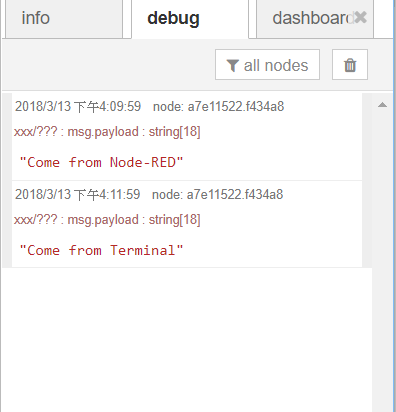 info debug dashboard
all nodes
2018/3/13 下午4:09:59 node: a7e11522.f434a8
xxx/??? : msg.payload : string[18]
"Come from Node-RED"
2018/3/13 下午4:11:59 node: a7e11522.f434a8
xxx/??? : msg.payload : string[18]
"Come from Terminal"